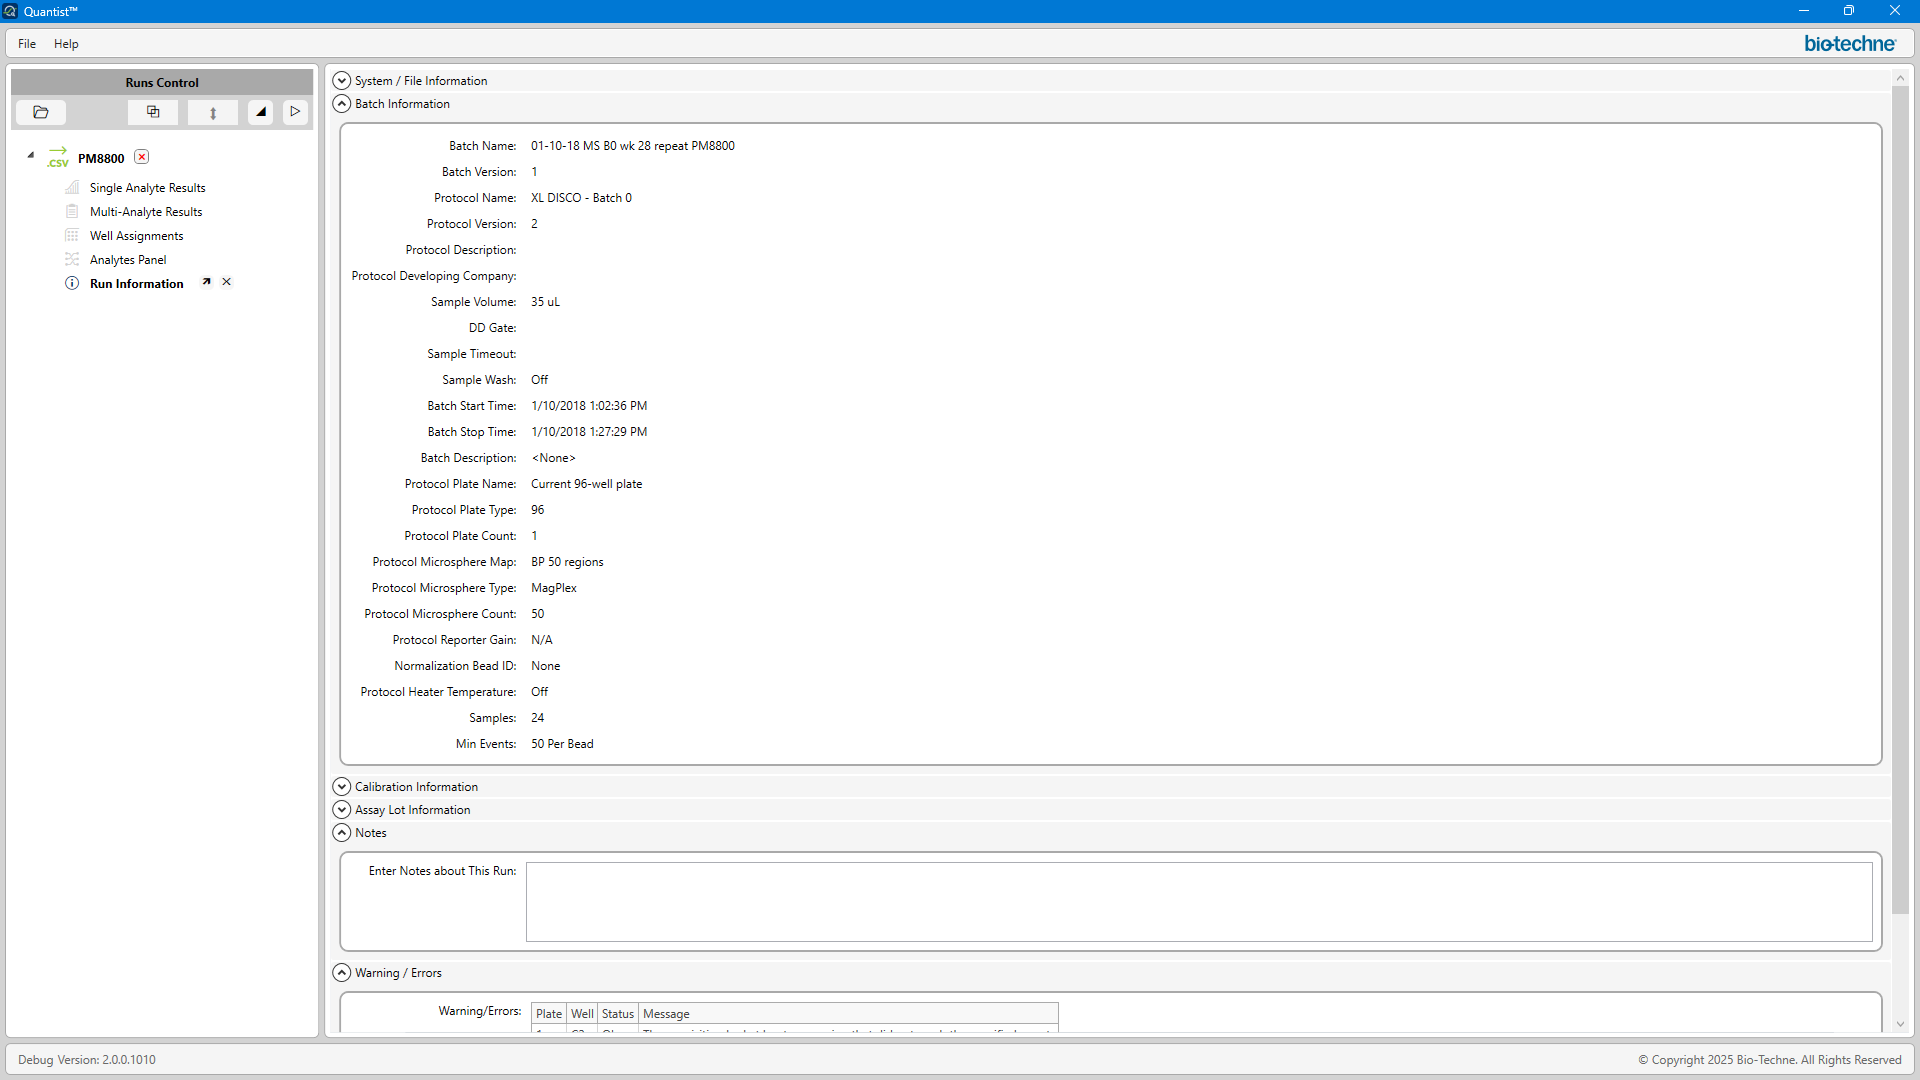 Quantist™
File Help
bio-techne
Runs Control
.csv PM8800
Single Analyte Results
Multi-Analyte Results
Well Assignments
Analytes Panel
Run Information
System / File Information
Batch Information
Batch Name: 01-10-18 MS B0 wk 28 repeat PM8800
Batch Version: 1
Protocol Name: XL DISCO - Batch 0
Protocol Version: 2
Protocol Description:
Protocol Developing Company:
Sample Volume: 35 uL
DD Gate:
Sample Timeout:
Sample Wash: Off
Batch Start Time: 1/10/2018 1:02:36 PM
Batch Stop Time: 1/10/2018 1:27:29 PM
Batch Description: <None>
Protocol Plate Name: Current 96-well plate
Protocol Plate Type: 96
Protocol Plate Count: 1
Protocol Microsphere Map: BP 50 regions
Protocol Microsphere Type: MagPlex
Protocol Microsphere Count: 50
Protocol Reporter Gain: N/A
Normalization Bead ID: None
Protocol Heater Temperature: Off
Samples: 24
Min Events: 50 Per Bead
Calibration Information
Assay Lot Information
Notes
Enter Notes about This Run:
Warning / Errors
Warning/Errors: Plate Well Status Message
Debug Version: 2.0.0.1010
© Copyright 2025 Bio-Techne. All Rights Reserved